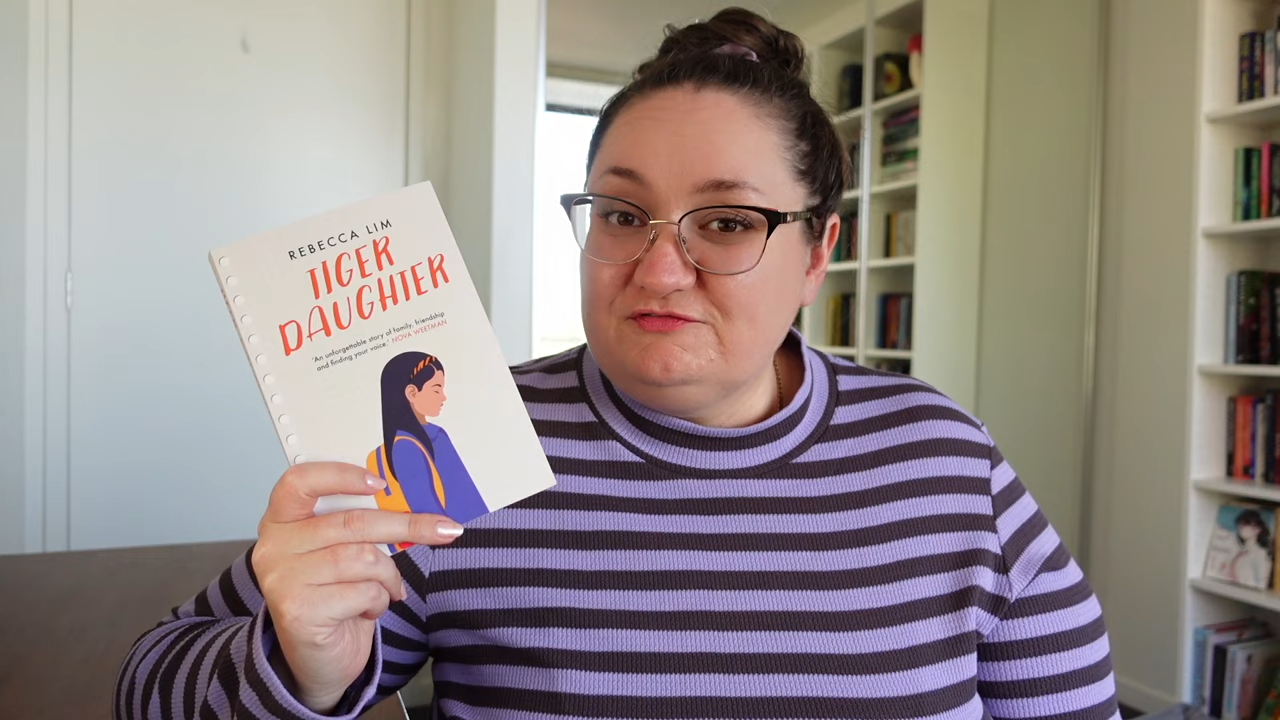 REBECCA LIM
TIGER
DAUGHTER
'An unforgettable story of family, friendship
and finding your voice.' NOVA WEETMAN